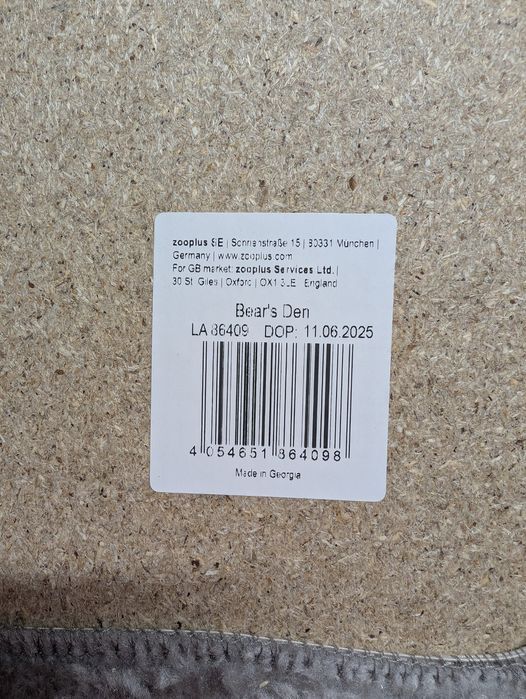 zooplus SE | Sonnenstraße 15 | 80331 München |
Germany | www.zooplus.com
For GB market: zooplus Services Ltd. |
30 St. Giles | Oxford | OX1 3LE | England
Bear's Den
LA 86409 DOP: 11.06.2025
4 054651 864098
Made in Georgia